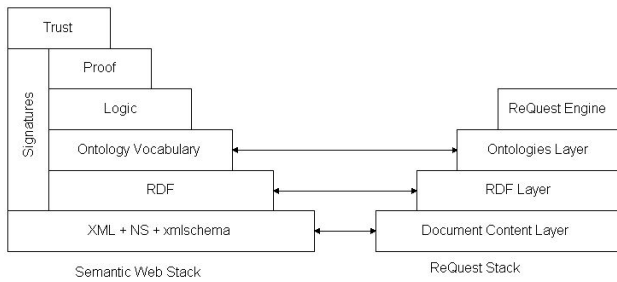 Trust
Proof
Signatures
Logic
ReQuest Engine
Ontology Vocabulary
Ontologies Layer
RDF
RDF Layer
XML + NS + xmlschema
Document Content Layer
Semantic Web Stack
ReQuest Stack